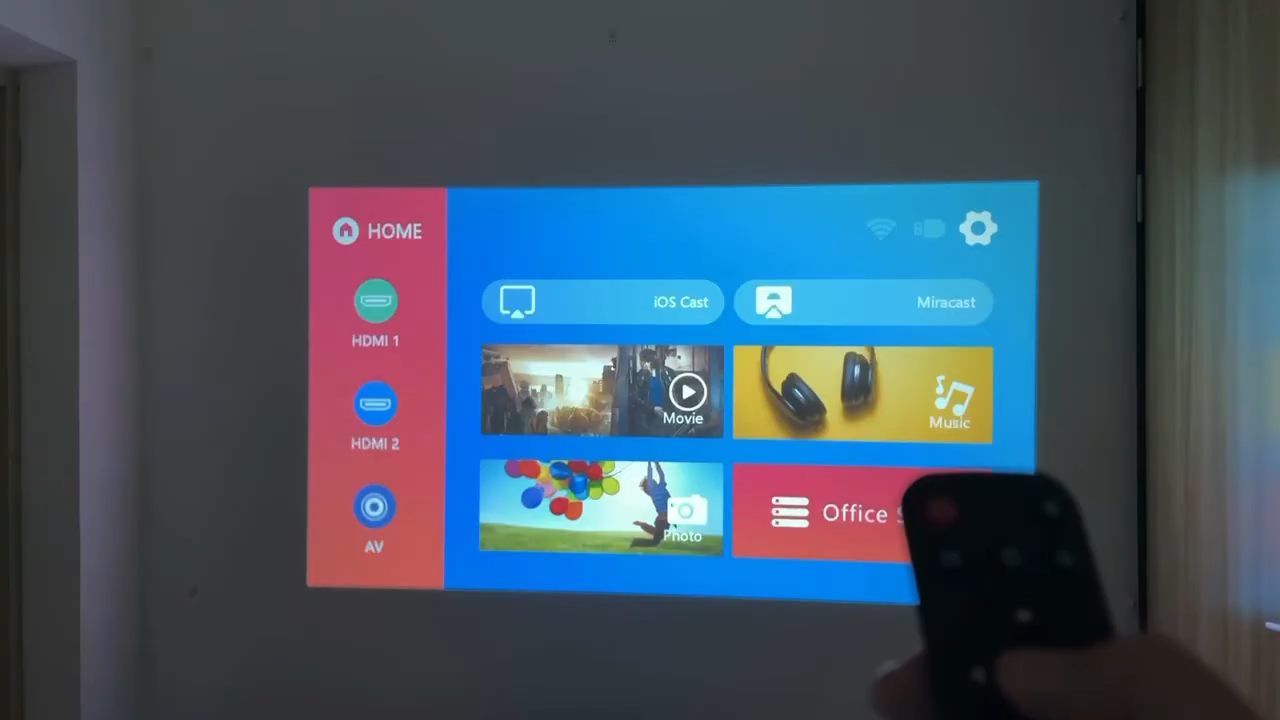 HOME
HDMI 1
HDMI 2
AV
iOS Cast
Miracast
Movie
Music
Photo
Office